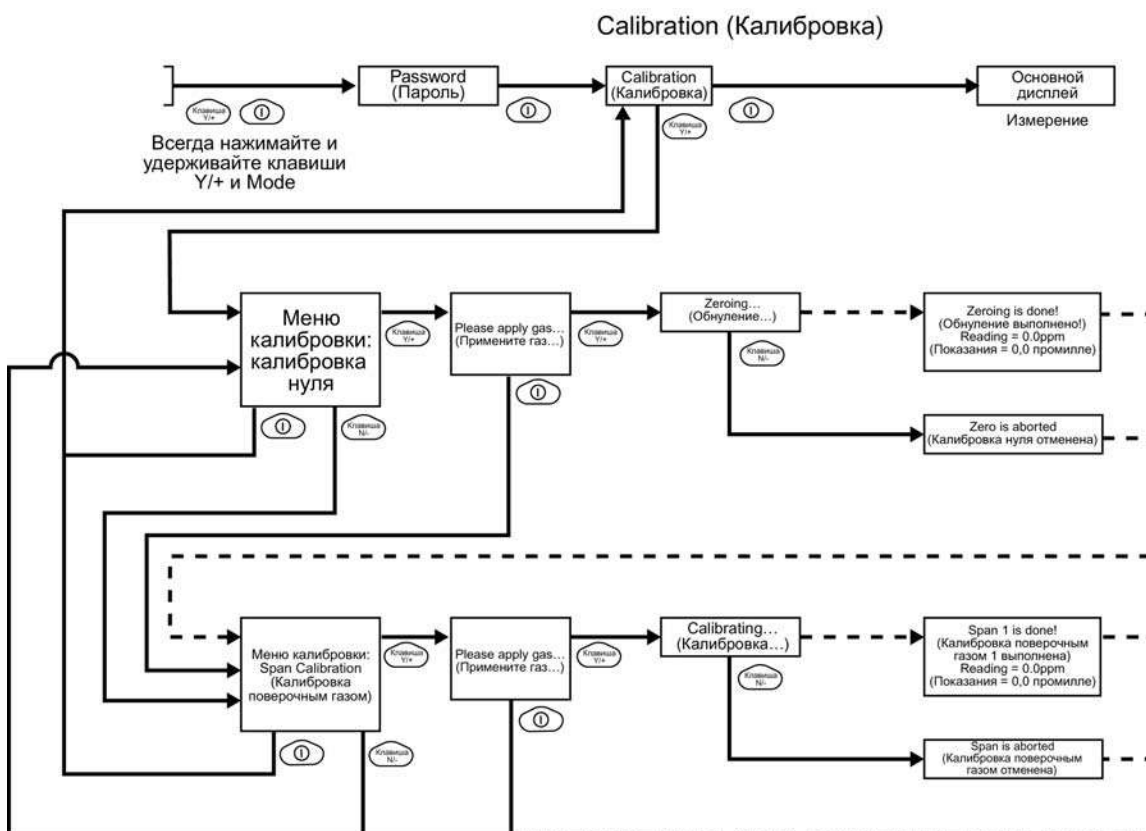 Calibration (Калибровка)
Password
(Пароль)
Calibration
(Калибровка)
Основной
дисплей
Измерение
Клавиша
Y/+
Клавиша
Y/+
Всегда нажимайте и
удерживайте клавиши
Y/+ и Mode
Меню
калибровки:
калибровка
нуля
Клавиша
Y/+
Please apply gas...
(Примените газ...)
Клавиша
Y/+
Zeroing...
(Обнуление...)
Клавиша
N/-
Zeroing is done!
(Обнуление выполнено!)
Reading = 0.0ppm
(Показания = 0,0 промилле)
Клавиша
N/-
Zero is aborted
(Калибровка нуля отменена)
Меню калибровки:
Span Calibration
(Калибровка
поверочным газом)
Клавиша
Y/+
Please apply gas...
(Примените газ...)
Клавиша
Y/+
Calibrating...
(Калибровка...)
Клавиша
N/-
Span 1 is done!
(Калибровка поверочным
газом 1 выполнена)
Reading = 0.0ppm
(Показания = 0,0 промилле)
Клавиша
N/-
Span is aborted
(Калибровка поверочным
газом отменена)